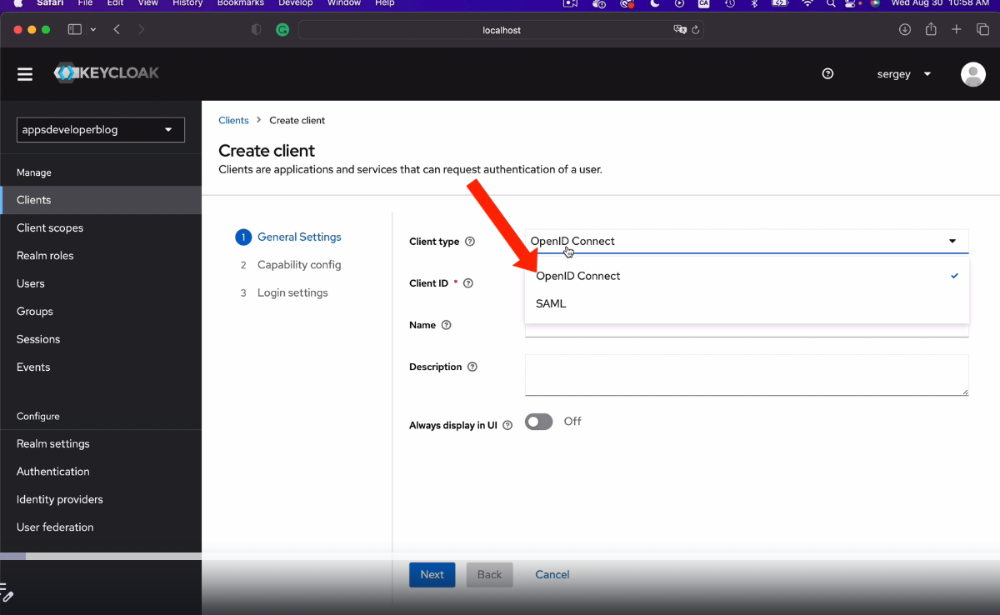 Safari File Edit View History Bookmarks Develop Window Help CA Wed Aug 30 10:58 AM
localhost
KEYCLOAK
sergey
appsdeveloperblog
Manage
Clients
Client scopes
Realm roles
Users
Groups
Sessions
Events
Configure
Realm settings
Authentication
Identity providers
User federation
Clients > Create client
Create client
Clients are applications and services that can request authentication of a user.
1 General Settings
2 Capability config
3 Login settings
Client type
OpenID Connect
OpenID Connect
SAML
Client ID *
Name
Description
Always display in UI
Off
Next Back Cancel